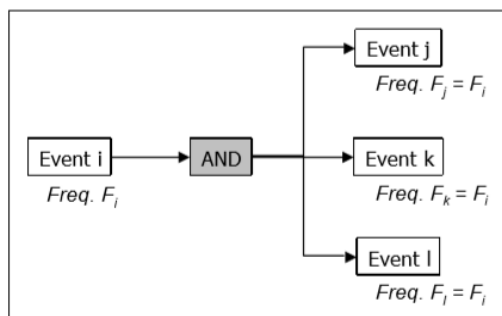 Event j
Freq. Fj = Fi
Event i
AND
Event k
Freq. Fi
Freq. Fk = Fi
Event l
Freq. Fl = Fi